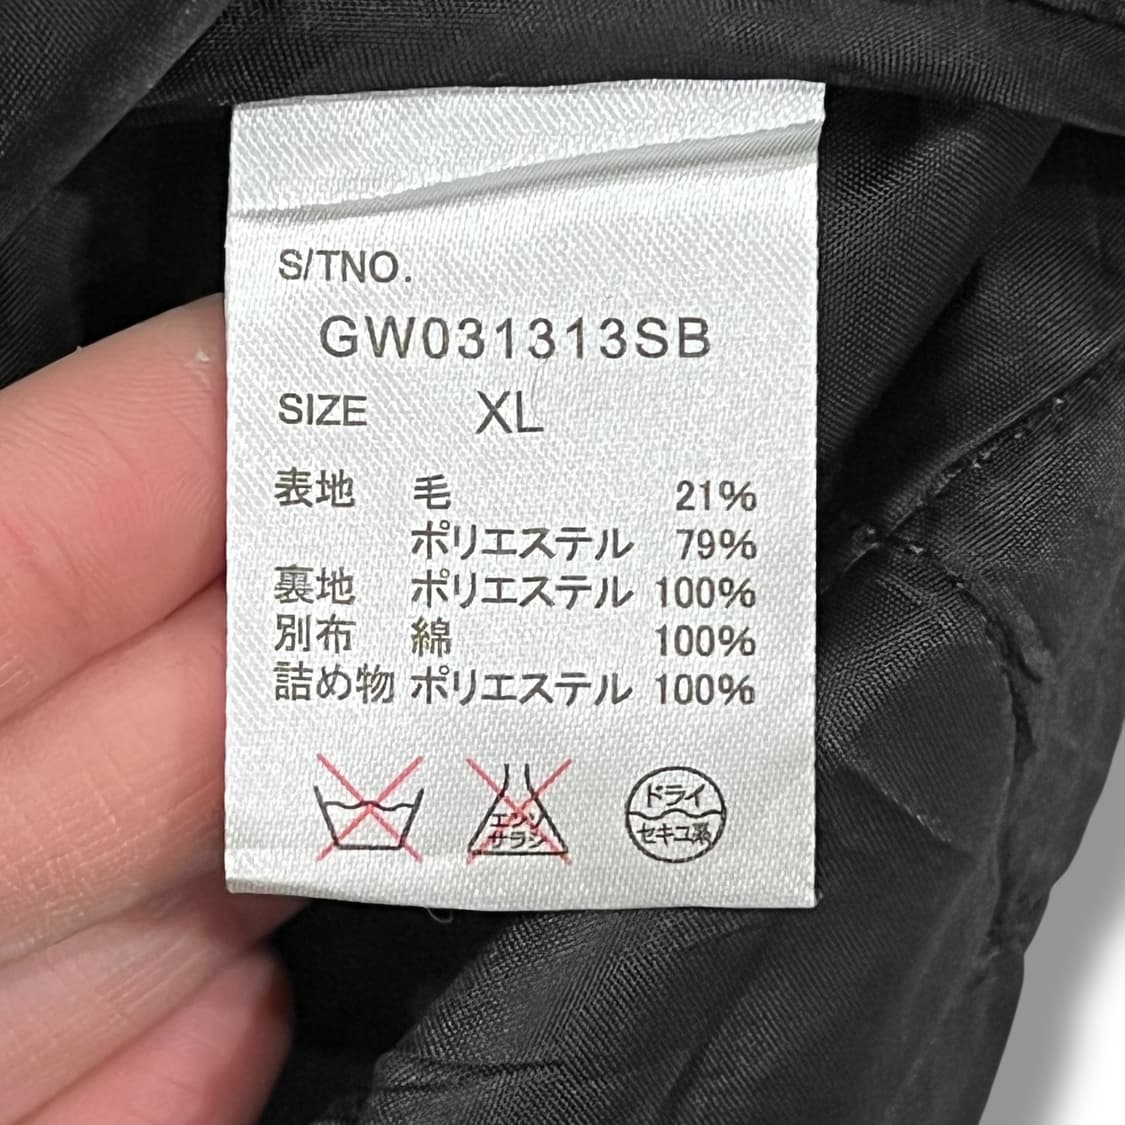 S/TNO.
GW031313SB
SIZE XL
表地 毛 21%
ポリエステル 79%
裏地 ポリエステル 100%
別布 綿 100%
詰め物 ポリエステル 100%
エンソ
サラシ
ドライ
セキユ系